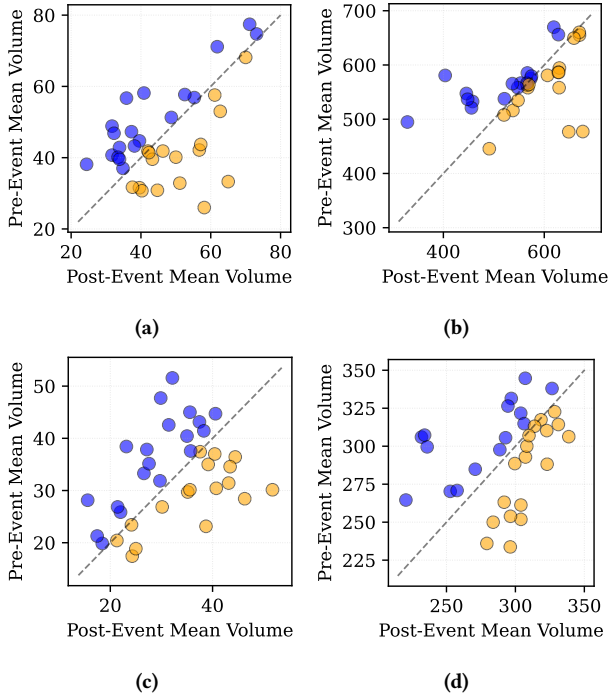 80
60
40
20
20 40 60 80
Pre-Event Mean Volume
Post-Event Mean Volume
(a)
700
600
500
400
300
400 600
Pre-Event Mean Volume
Post-Event Mean Volume
(b)
50
40
30
20
20 40
Pre-Event Mean Volume
Post-Event Mean Volume
(c)
350
325
300
275
250
225
250 300 350
Pre-Event Mean Volume
Post-Event Mean Volume
(d)